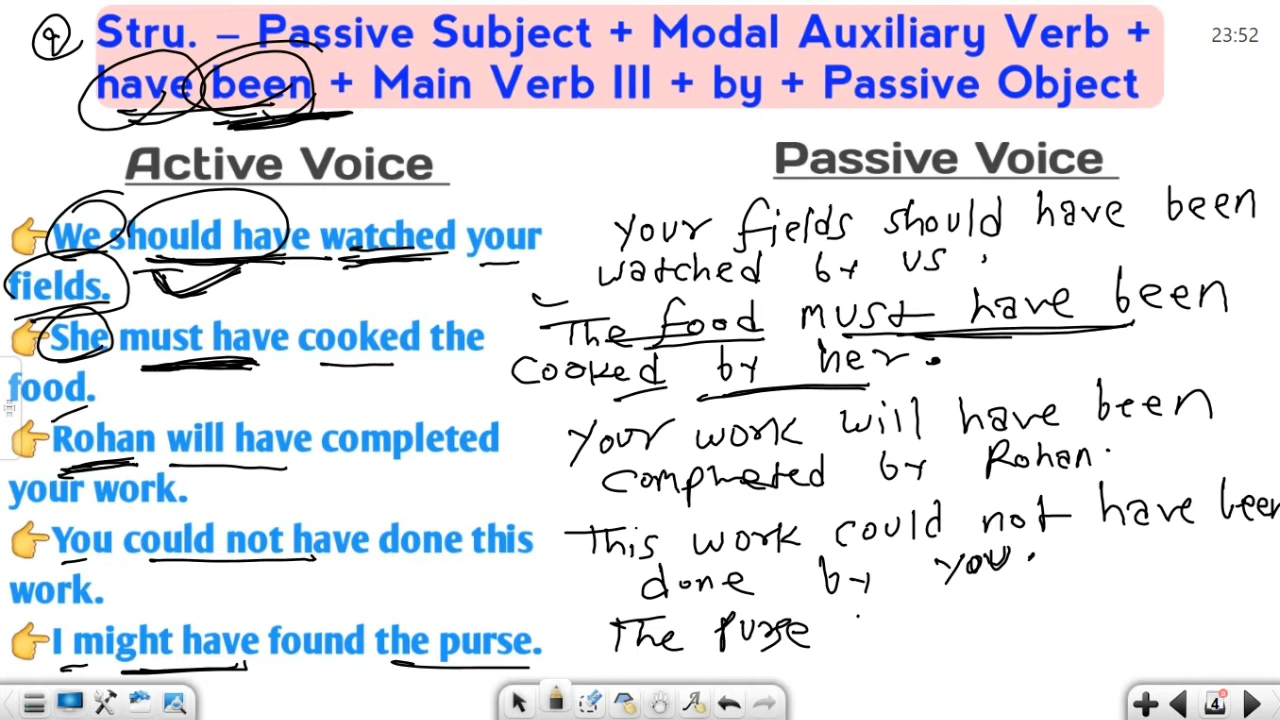 9
Stru. – Passive Subject + Modal Auxiliary Verb +
have been + Main Verb III + by + Passive Object
23:52
Active Voice
We should have watched your
fields.
She must have cooked the
food.
Rohan will have completed
your work.
You could not have done this
work.
I might have found the purse.
Passive Voice
Your fields should have been
watched by us.
The food must have been
cooked by her.
Your work will have been
completed by Rohan.
This work could not have been
done by you.
The purse
4